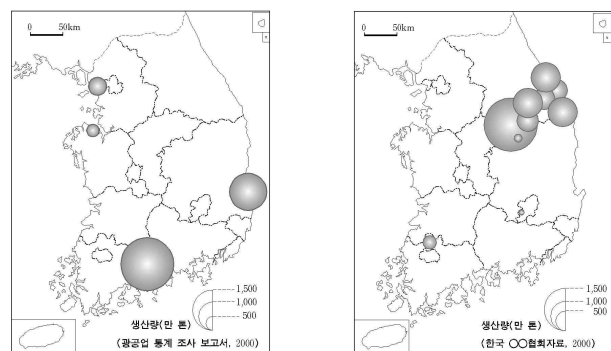 0 50km
1,500
1,000
500
생산량(만 톤)
(광공업 통계 조사 보고서, 2000)
0 50km
1,500
1,000
500
생산량(만 톤)
(한국 ○○협회자료, 2000)